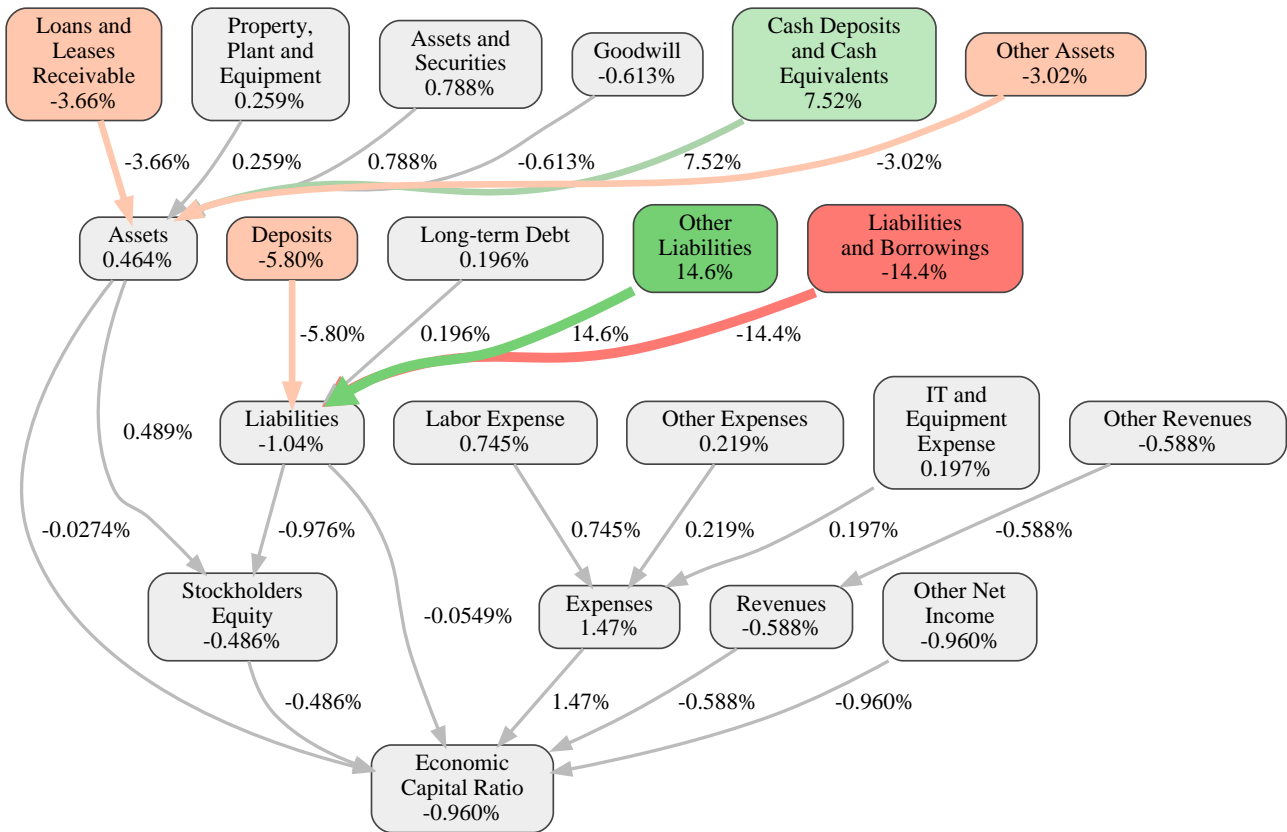 Loans and
Leases
Receivable
-3.66%
Property,
Plant and
Equipment
0.259%
Assets and
Securities
0.788%
Goodwill
-0.613%
Cash Deposits
and Cash
Equivalents
7.52%
Other Assets
-3.02%
-3.66%
0.259%
0.788%
-0.613%
7.52%
-3.02%
Assets
0.464%
Deposits
-5.80%
Long-term Debt
0.196%
Other
Liabilities
14.6%
Liabilities
and Borrowings
-14.4%
-5.80%
0.196%
14.6%
-14.4%
0.489%
Liabilities
-1.04%
Labor Expense
0.745%
Other Expenses
0.219%
IT and
Equipment
Expense
0.197%
Other Revenues
-0.588%
-0.0274%
-0.976%
0.745%
0.219%
0.197%
-0.588%
Stockholders
Equity
-0.486%
-0.0549%
Expenses
1.47%
Revenues
-0.588%
Other Net
Income
-0.960%
-0.486%
1.47%
-0.588%
-0.960%
Economic
Capital Ratio
-0.960%